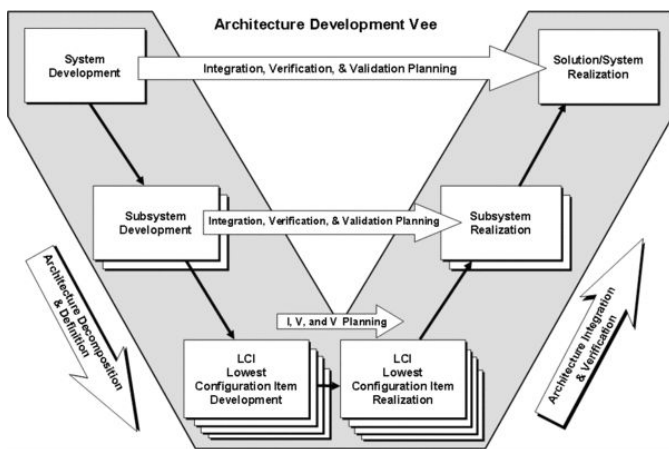 Architecture Development Vee
System
Development
Integration, Verification, & Validation Planning
Solution/System
Realization
Subsystem
Development
Integration, Verification, & Validation Planning
Subsystem
Realization
Architecture Decomposition
& Definition
I, V, and V Planning
Architecture Integration
& Verification
LCI
Lowest
Configuration Item
Development
LCI
Lowest
Configuration Item
Realization